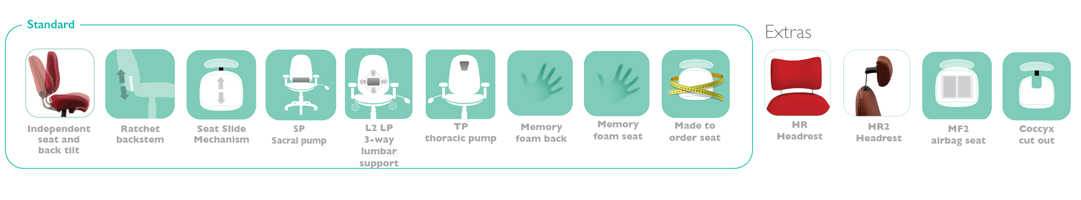 Standard
Extras
Independent
seat and
back tilt
Ratchet
backstem
Seat Slide
Mechanism
SP
Sacral pump
L2 LP
3-way
lumbar
support
TP
thoracic pump
Memory
foam back
Memory
foam seat
Made to
order seat
HR
Headrest
HR2
Headrest
MF2
airbag seat
Coccyx
cut out